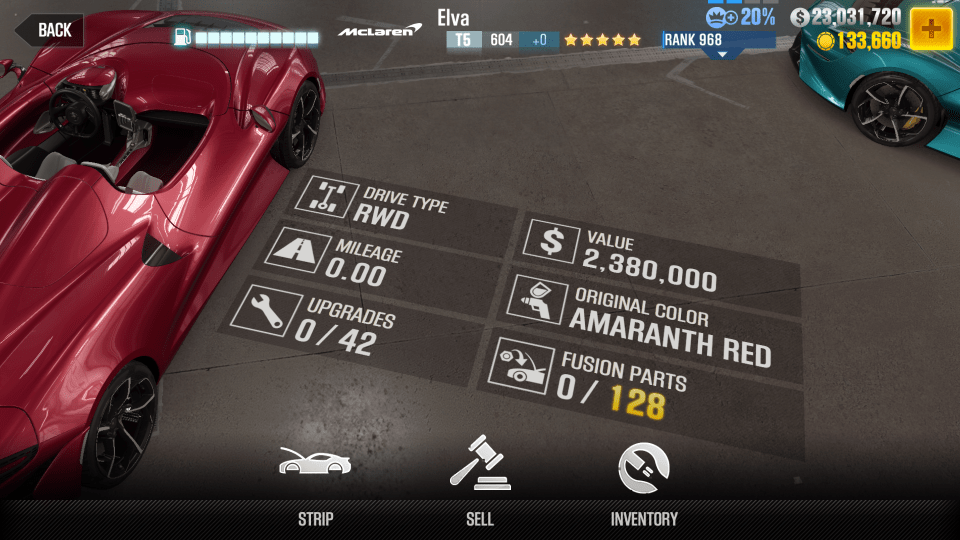 BACK
McLaren
Elva
T5 604 +0
20%
RANK 968
23,031,720
133,660
DRIVE TYPE
RWD
MILEAGE
0.00
UPGRADES
0 / 42
VALUE
2,380,000
ORIGINAL COLOR
AMARANTH RED
FUSION PARTS
0 / 128
STRIP
SELL
INVENTORY